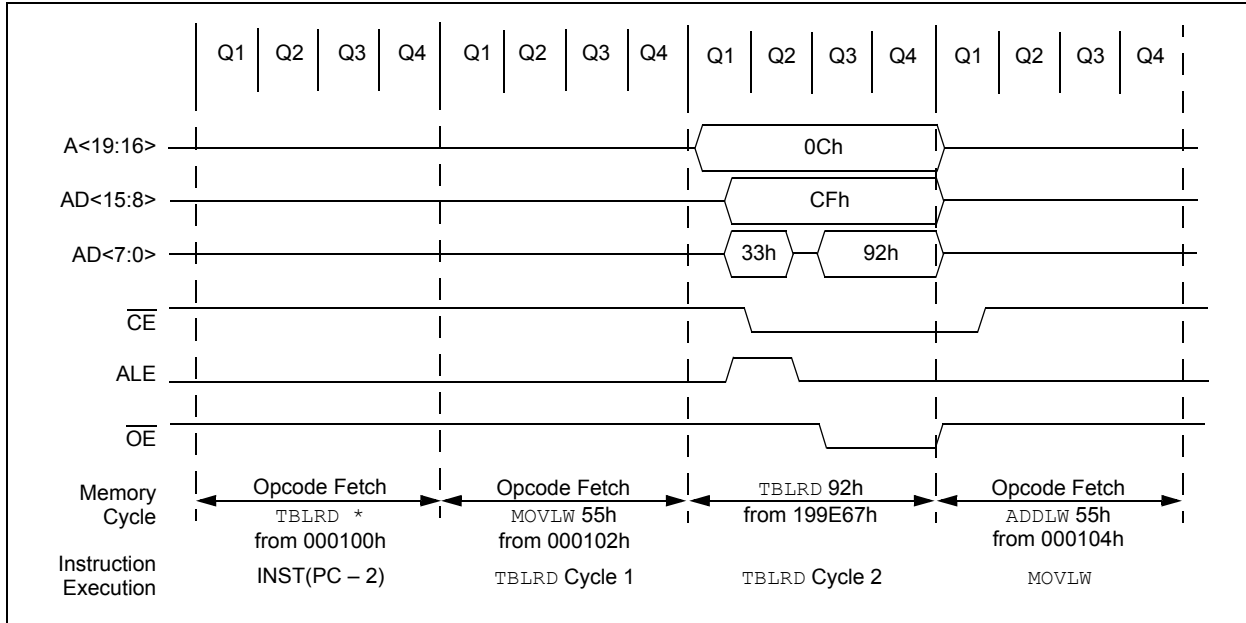 Q1 Q2 Q3 Q4 Q1 Q2 Q3 Q4 Q1 Q2 Q3 Q4 Q1 Q2 Q3 Q4
A<19:16> 0Ch
AD<15:8> CFh
AD<7:0> 33h 92h
CE
ALE
OE
Memory Cycle
Opcode Fetch
TBLRD *
from 000100h
Opcode Fetch
MOVLW 55h
from 000102h
TBLRD 92h
from 199E67h
Opcode Fetch
ADDLW 55h
from 000104h
Instruction Execution
INST(PC – 2)
TBLRD Cycle 1
TBLRD Cycle 2
MOVLW